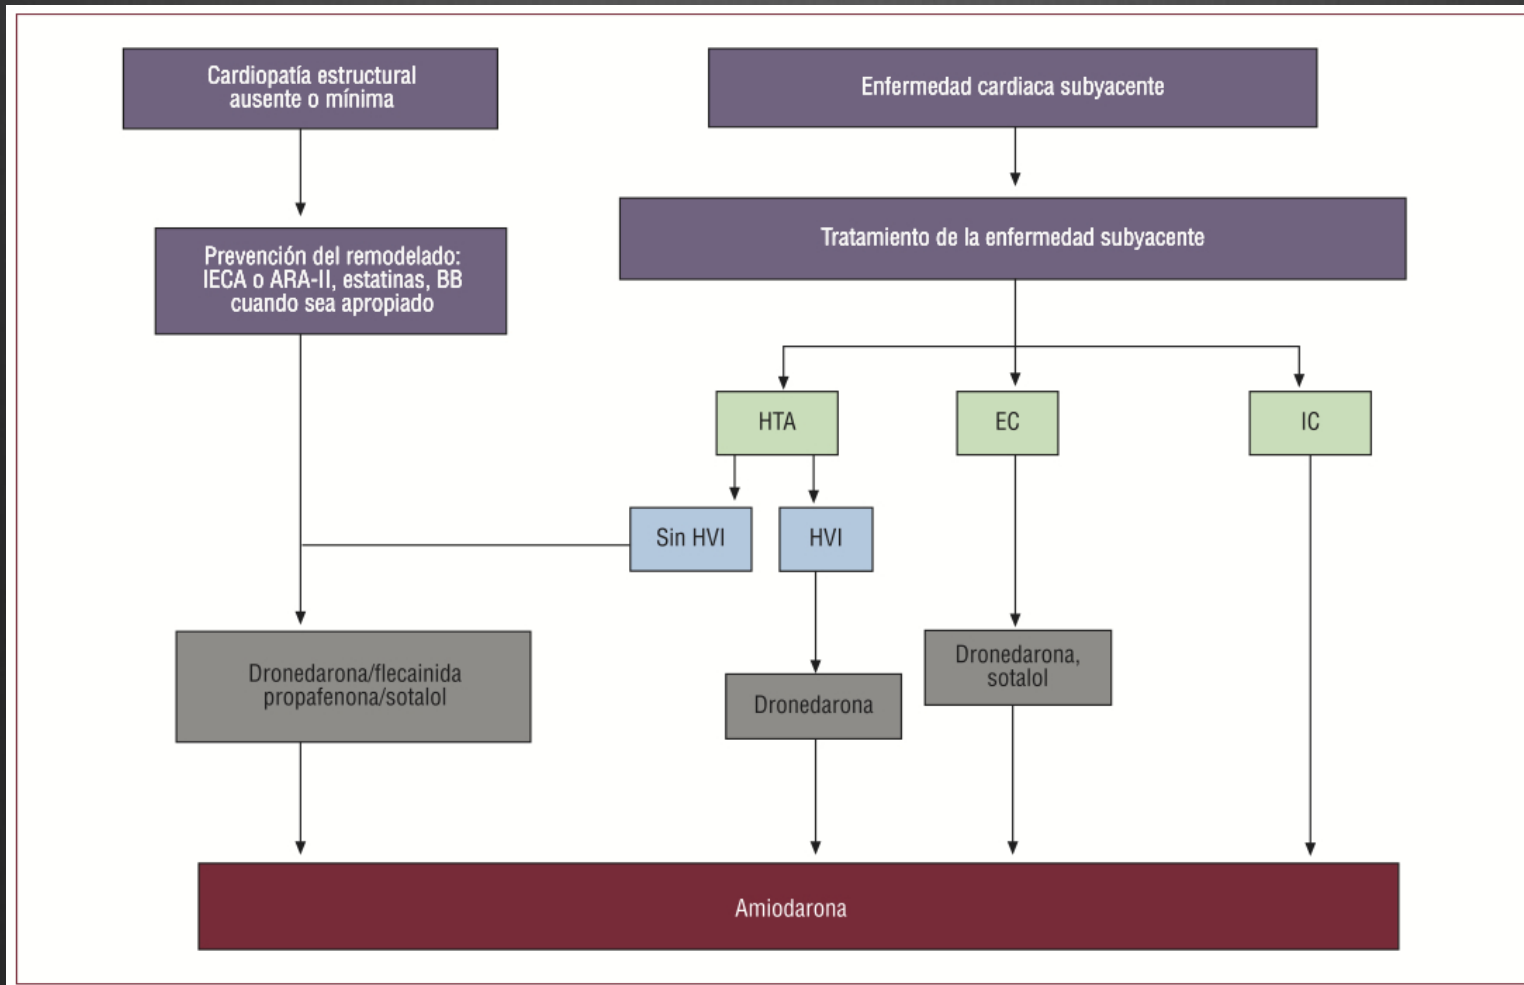 Cardiopatía estructural
ausente o mínima
Enfermedad cardiaca subyacente
Prevención del remodelado:
IECA o ARA-II, estatinas, BB
cuando sea apropiado
Tratamiento de la enfermedad subyacente
HTA
EC
IC
Sin HVI
HVI
Dronedarona/flecainida
propafenona/sotalol
Dronedarona
Dronedarona,
sotalol
Amiodarona